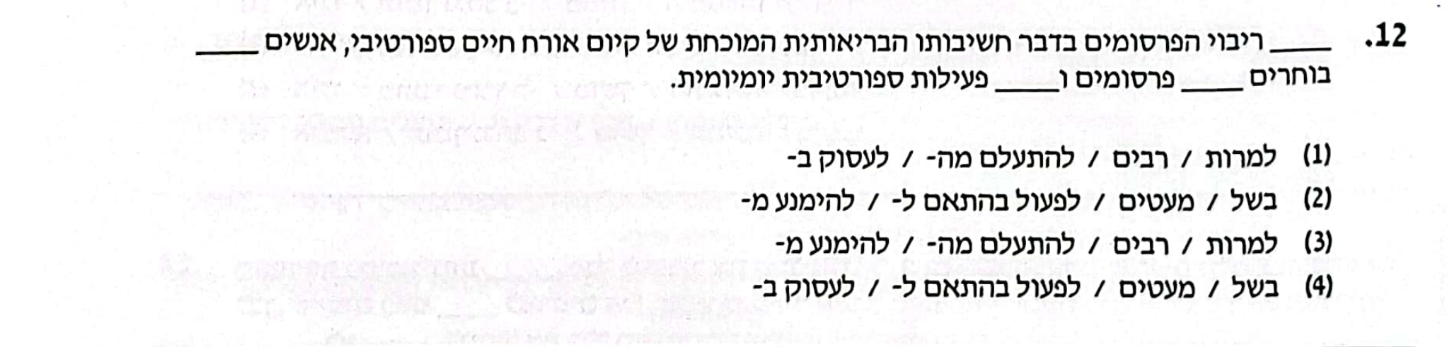 12. ____ ריבוי הפרסומים בדבר חשיבותו הבריאותית המוכחת של קיום אורח חיים ספורטיבי, אנשים ____
בוחרים ____ פרסומים ו____ פעילות ספורטיבית יומיומית.
(1) למרות / רבים / להתעלם מה- / לעסוק ב-
(2) בשל / מעטים / לפעול בהתאם ל- / להימנע מ-
(3) למרות / רבים / להתעלם מה- / להימנע מ-
(4) בשל / מעטים / לפעול בהתאם ל- / לעסוק ב-